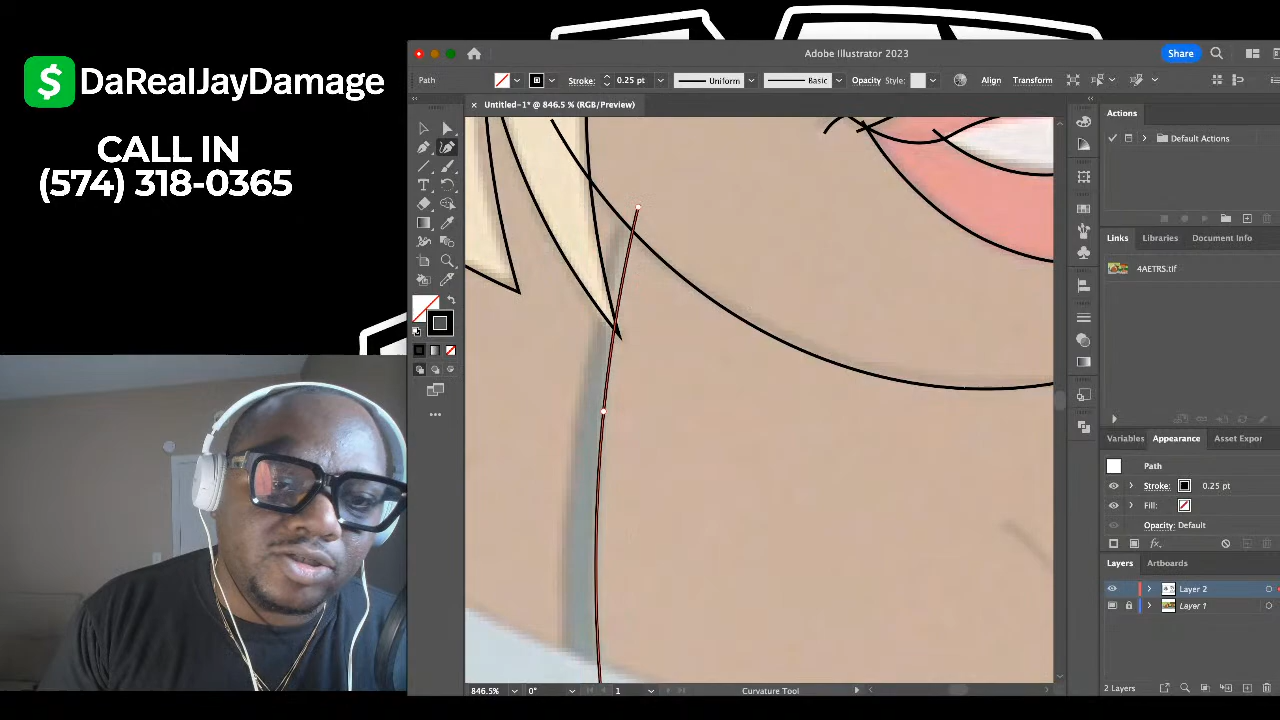 $ DaRealJayDamage
CALL IN
(574) 318-0365
Adobe Illustrator 2023
Share
Path
Stroke:
0.25 pt
Uniform
Basic
Opacity
Style:
Align
Transform
× Untitled-1* @ 846.5 % (RGB/Preview)
Actions
Default Actions
Links
Libraries
Document Info
4AETRS.tif
Variables
Appearance
Asset Expor
Path
Stroke:
0.25 pt
Fill:
Opacity: Default
fx
Layers
Artboards
Layer 2
Layer 1
2 Layers
846.5%
0°
1
Curvature Tool